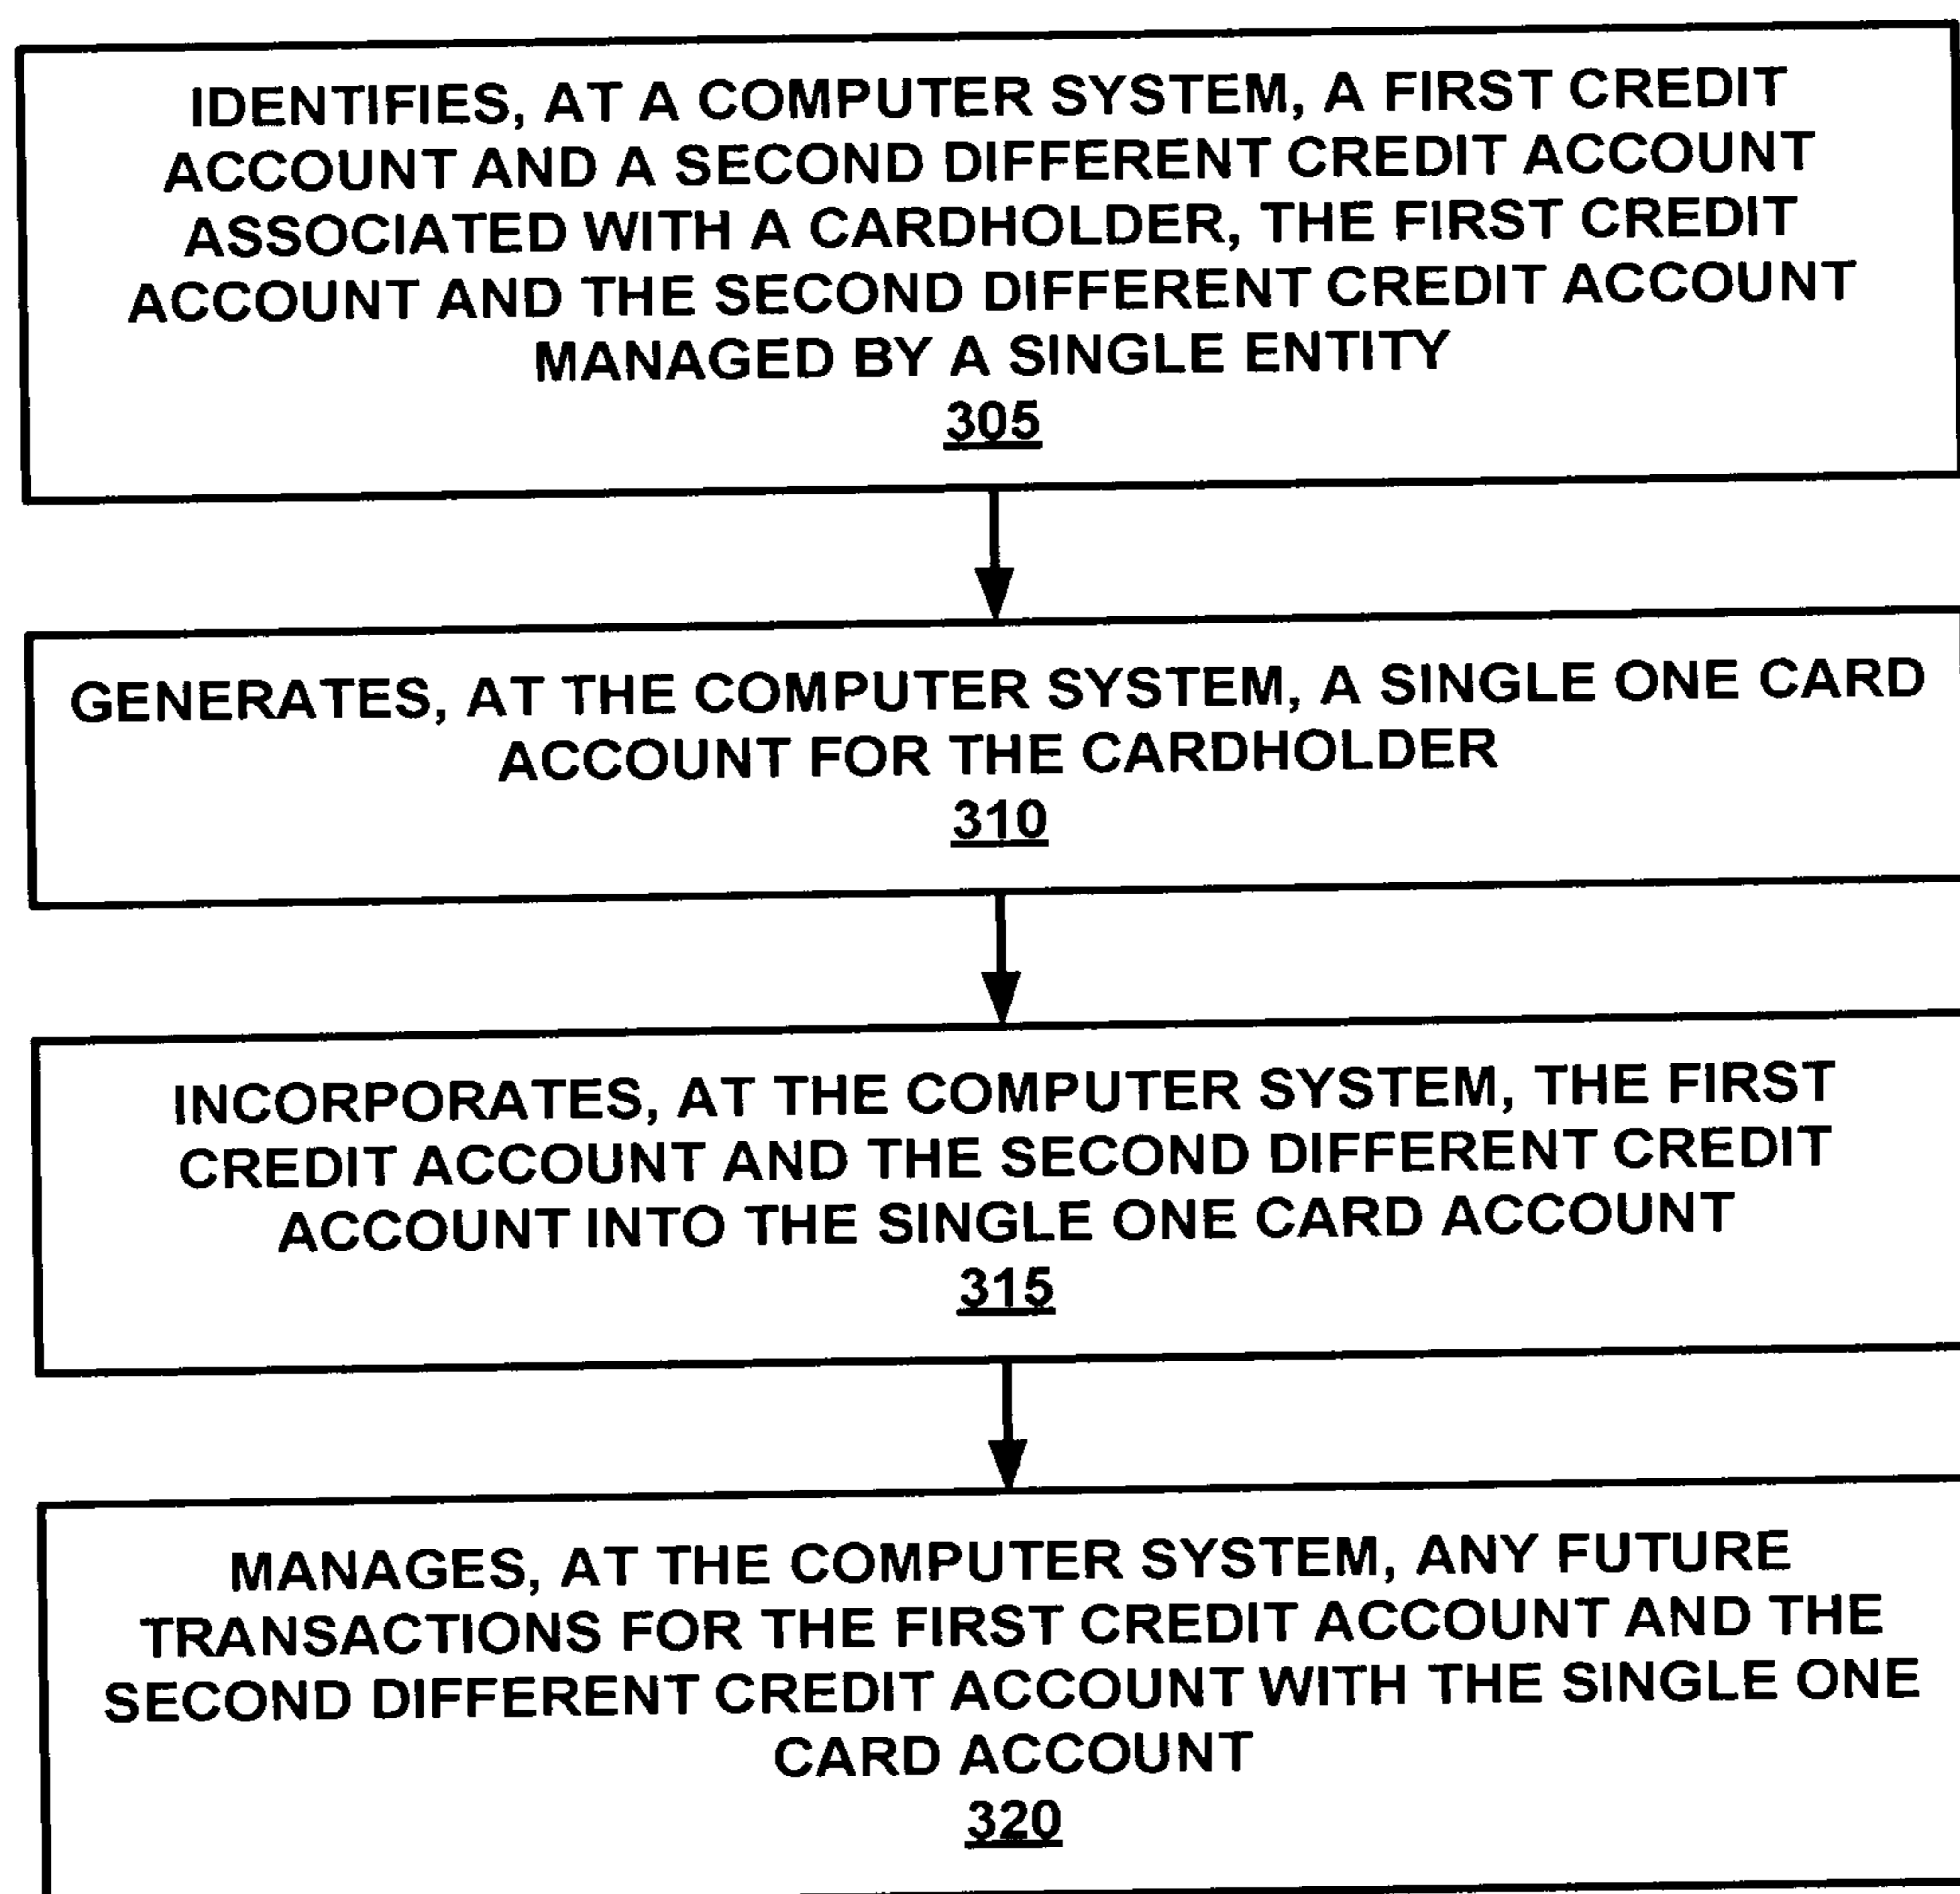 IDENTIFIES, AT A COMPUTER SYSTEM, A FIRST CREDIT
ACCOUNT AND A SECOND DIFFERENT CREDIT ACCOUNT
ASSOCIATED WITH A CARDHOLDER, THE FIRST CREDIT
ACCOUNT AND THE SECOND DIFFERENT CREDIT ACCOUNT
MANAGED BY A SINGLE ENTITY
305
GENERATES, AT THE COMPUTER SYSTEM, A SINGLE ONE CARD
ACCOUNT FOR THE CARDHOLDER
310
INCORPORATES, AT THE COMPUTER SYSTEM, THE FIRST
CREDIT ACCOUNT AND THE SECOND DIFFERENT CREDIT
ACCOUNT INTO THE SINGLE ONE CARD ACCOUNT
315
MANAGES, AT THE COMPUTER SYSTEM, ANY FUTURE
TRANSACTIONS FOR THE FIRST CREDIT ACCOUNT AND THE
SECOND DIFFERENT CREDIT ACCOUNT WITH THE SINGLE ONE
CARD ACCOUNT
320